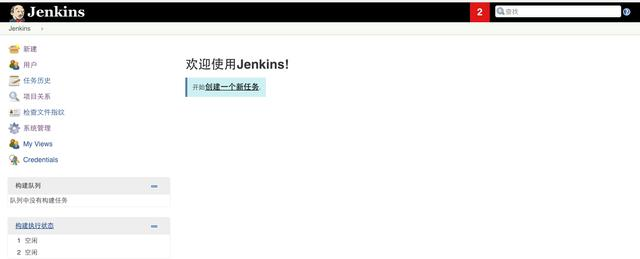 Jenkins
2
查找
Jenkins
新建
用户
任务历史
项目关系
检查文件指纹
系统管理
My Views
Credentials
欢迎使用Jenkins!
开始创建一个新任务.
构建队列
队列中没有构建任务
构建执行状态
1 空闲
2 空闲